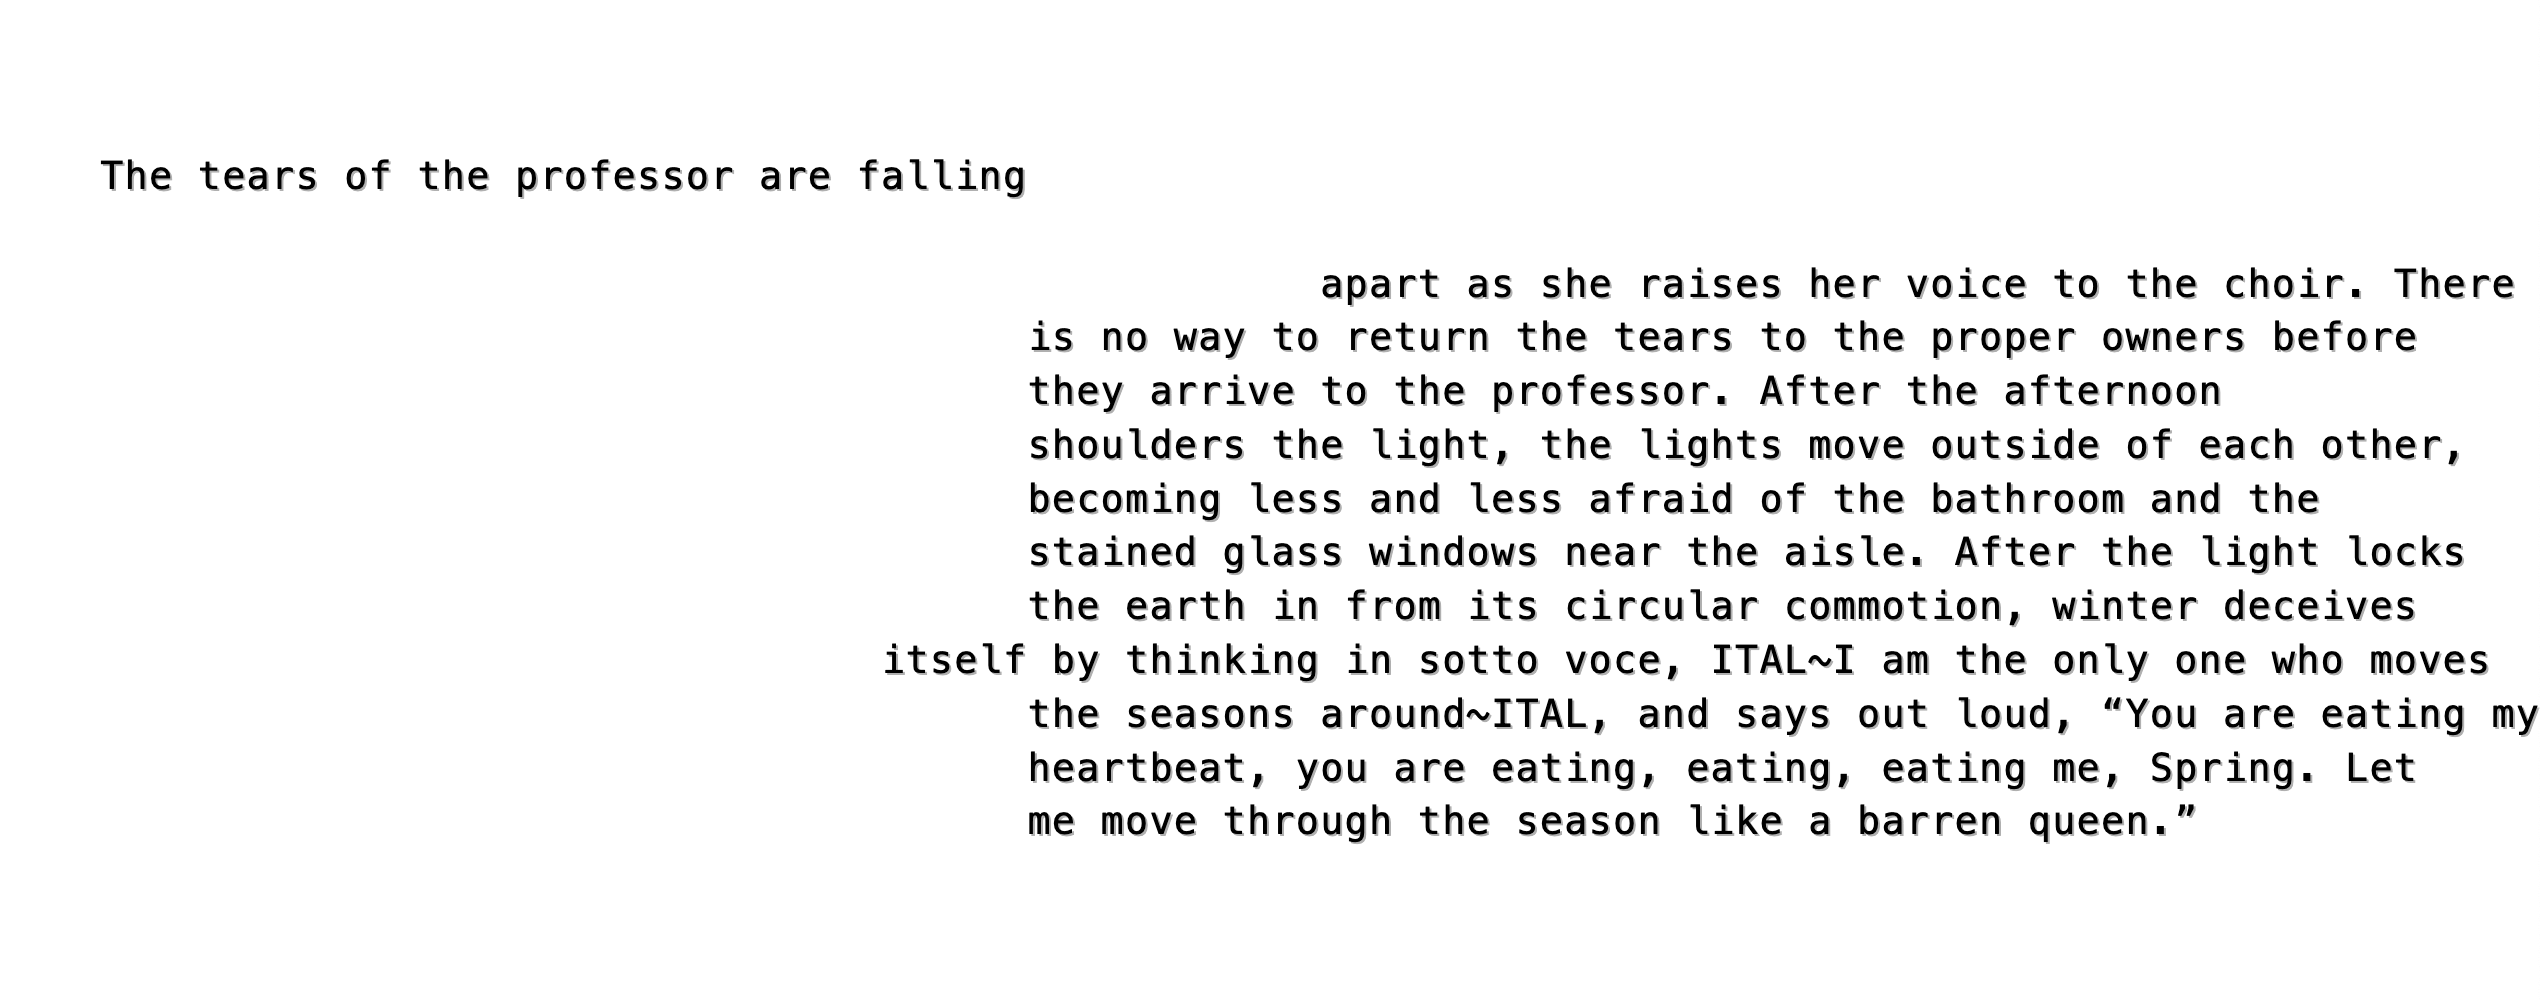 The tears of the professor are falling
apart as she raises her voice to the choir. There
is no way to return the tears to the proper owners before
they arrive to the professor. After the afternoon
shoulders the light, the lights move outside of each other,
becoming less and less afraid of the bathroom and the
stained glass windows near the aisle. After the light locks
the earth in from its circular commotion, winter deceives
itself by thinking in sotto voce, ITAL~I am the only one who moves
the seasons around~ITAL, and says out loud, “You are eating my
heartbeat, you are eating, eating, eating me, Spring. Let
me move through the season like a barren queen.”